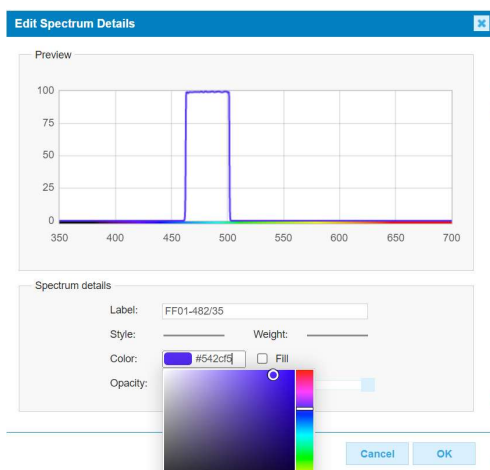 Edit Spectrum Details
Preview
100
75
50
25
0
350 400 450 500 550 600 650 700
Spectrum details
Label: FF01-482/35
Style: Weight:
Color: #542cf5 Fill
Opacity:
Cancel OK